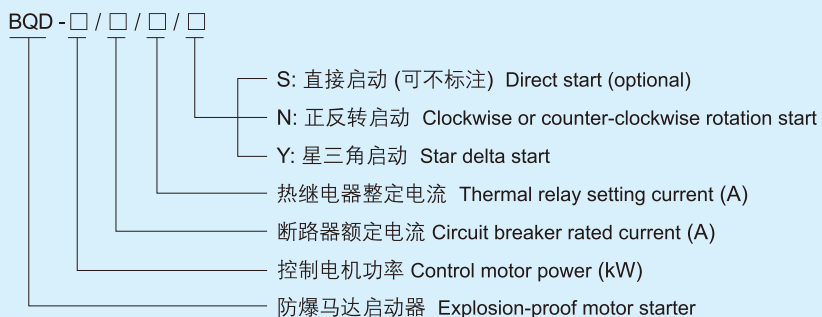 BQD - □ / □ / □ / □
S: 直接启动 (可不标注) Direct start (optional)
N: 正反转启动 Clockwise or counter-clockwise rotation start
Y: 星三角启动 Star delta start
热继电器整定电流 Thermal relay setting current (A)
断路器额定电流 Circuit breaker rated current (A)
控制电机功率 Control motor power (kW)
防爆马达启动器 Explosion-proof motor starter